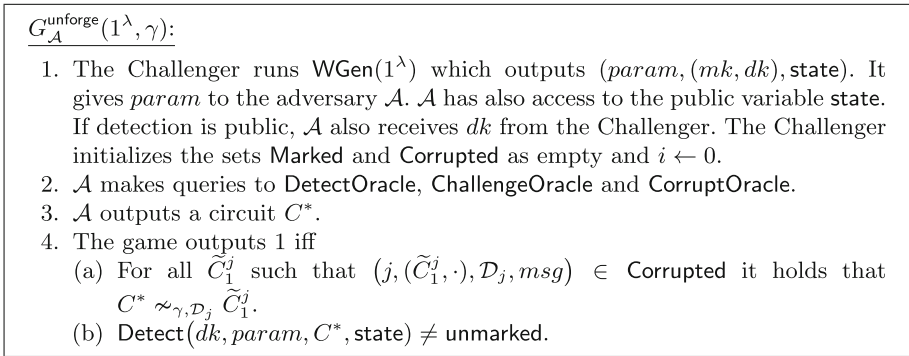 G_𝒜^unforge(1^λ, γ):
1. The Challenger runs WGen(1^λ) which outputs (param, (mk, dk), state). It
gives param to the adversary 𝒜. 𝒜 has also access to the public variable state.
If detection is public, 𝒜 also receives dk from the Challenger. The Challenger
initializes the sets Marked and Corrupted as empty and i ← 0.
2. 𝒜 makes queries to DetectOracle, ChallengeOracle and CorruptOracle.
3. 𝒜 outputs a circuit C*.
4. The game outputs 1 iff
(a) For all C̃_1^j such that (j, (C̃_1^j, ·), 𝒟_j, msg) ∈ Corrupted it holds that
C* ≁_{γ,𝒟_j} C̃_1^j.
(b) Detect(dk, param, C*, state) ≠ unmarked.